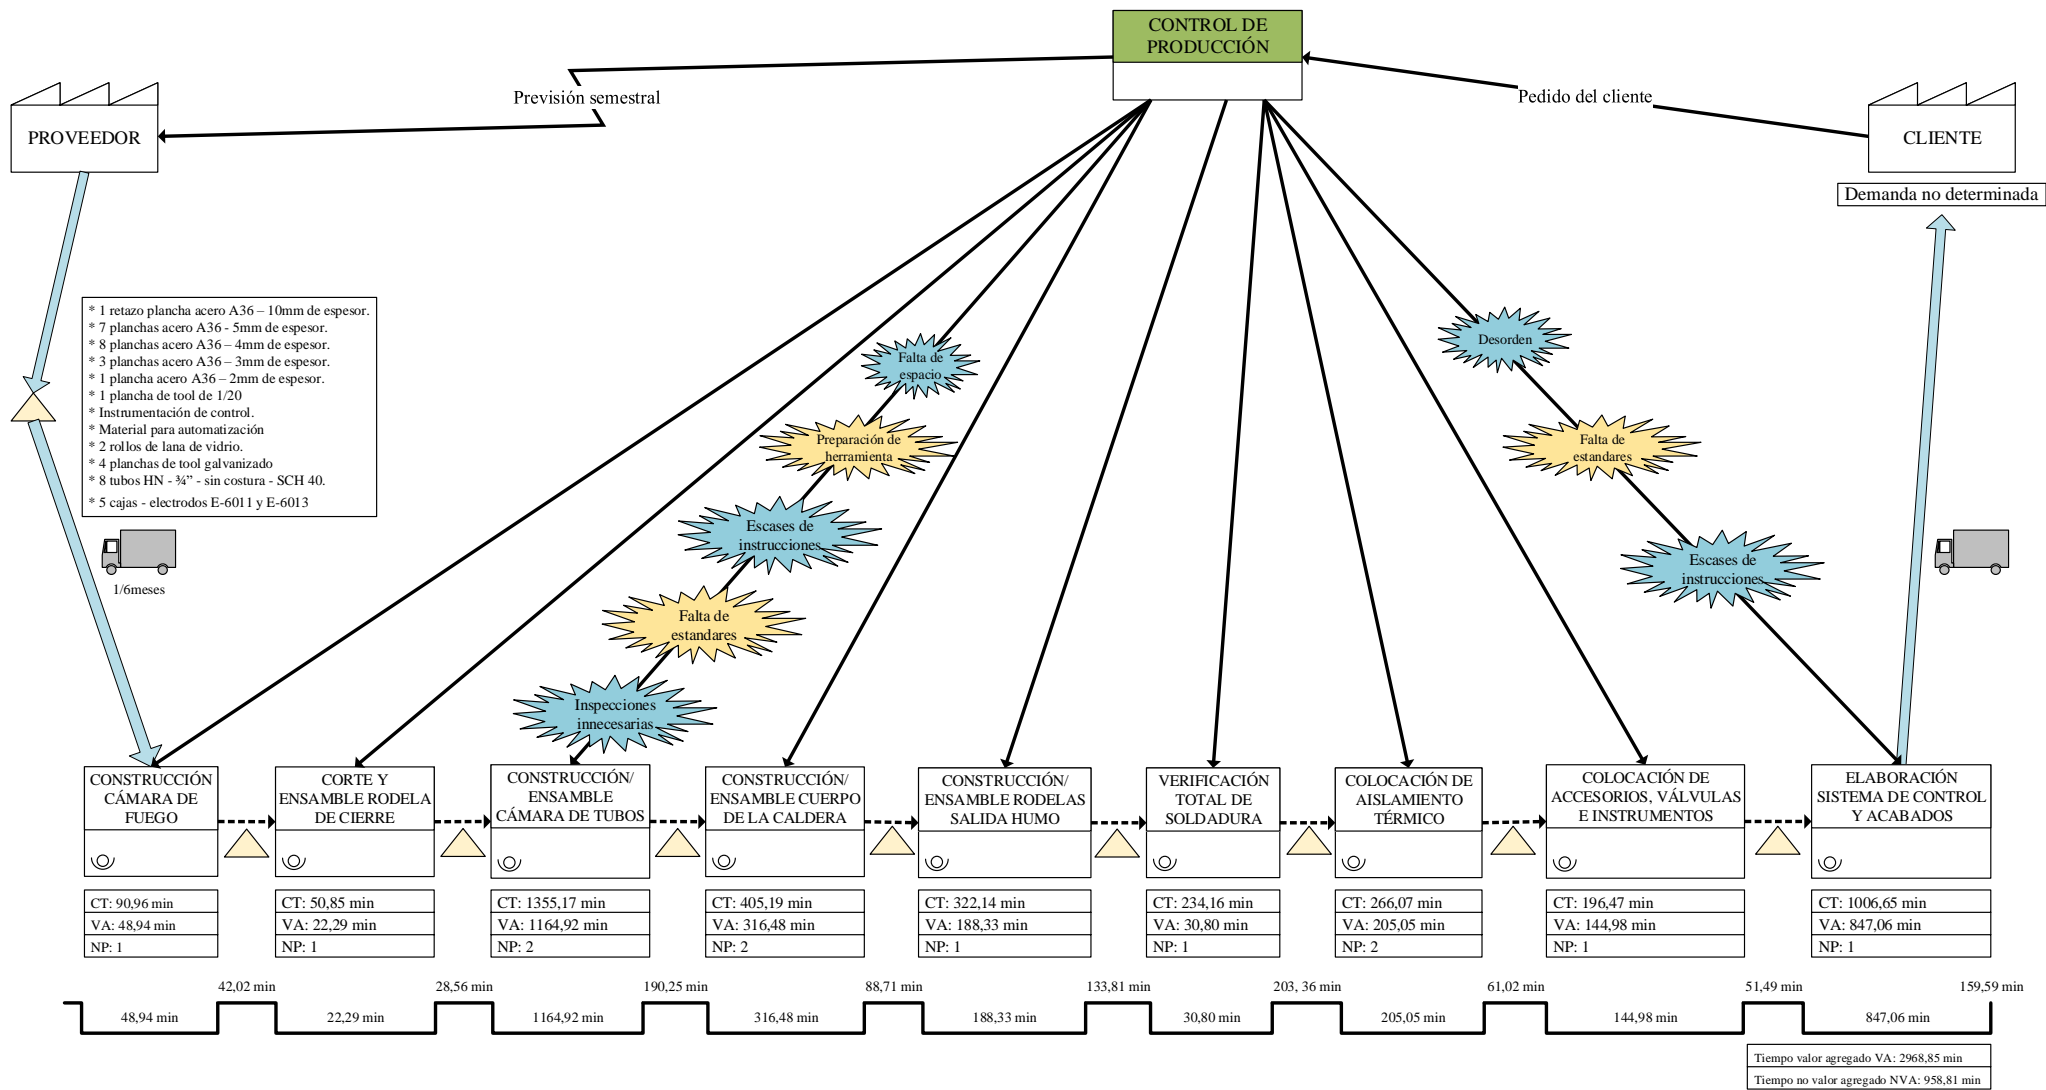 CONTROL DE
PRODUCCIÓN
Previsión semestral
Pedido del cliente
PROVEEDOR
CLIENTE
Demanda no determinada
* 1 retazo plancha acero A36 – 10mm de espesor.
* 7 planchas acero A36 - 5mm de espesor.
* 8 planchas acero A36 – 4mm de espesor.
* 3 planchas acero A36 – 3mm de espesor.
* 1 plancha acero A36 – 2mm de espesor.
* 1 plancha de tool de 1/20
* Instrumentación de control.
* Material para automatización
* 2 rollos de lana de vidrio.
* 4 planchas de tool galvanizado
* 8 tubos HN - ¾” - sin costura - SCH 40.
* 5 cajas - electrodos E-6011 y E-6013
1/6meses
Falta de
espacio
Preparación de
herramienta
Escases de
instrucciones
Falta de
estandares
Inspecciones
innecesarias
Desorden
Falta de
estandares
Escases de
instrucciones
CONSTRUCCIÓN
CÁMARA DE
FUEGO
CT: 90,96 min
VA: 48,94 min
NP: 1
CORTE Y
ENSAMBLE RODELA
DE CIERRE
CT: 50,85 min
VA: 22,29 min
NP: 1
CONSTRUCCIÓN/
ENSAMBLE
CÁMARA DE TUBOS
CT: 1355,17 min
VA: 1164,92 min
NP: 2
CONSTRUCCIÓN/
ENSAMBLE CUERPO
DE LA CALDERA
CT: 405,19 min
VA: 316,48 min
NP: 2
CONSTRUCCIÓN/
ENSAMBLE RODELAS
SALIDA HUMO
CT: 322,14 min
VA: 188,33 min
NP: 1
VERIFICACIÓN
TOTAL DE
SOLDADURA
CT: 234,16 min
VA: 30,80 min
NP: 1
COLOCACIÓN DE
AISLAMIENTO
TÉRMICO
CT: 266,07 min
VA: 205,05 min
NP: 2
COLOCACIÓN DE
ACCESORIOS, VÁLVULAS
E INSTRUMENTOS
CT: 196,47 min
VA: 144,98 min
NP: 1
ELABORACIÓN
SISTEMA DE CONTROL
Y ACABADOS
CT: 1006,65 min
VA: 847,06 min
NP: 1
42,02 min
28,56 min
190,25 min
88,71 min
133,81 min
203, 36 min
61,02 min
51,49 min
159,59 min
48,94 min
22,29 min
1164,92 min
316,48 min
188,33 min
30,80 min
205,05 min
144,98 min
847,06 min
Tiempo valor agregado VA: 2968,85 min
Tiempo no valor agregado NVA: 958,81 min